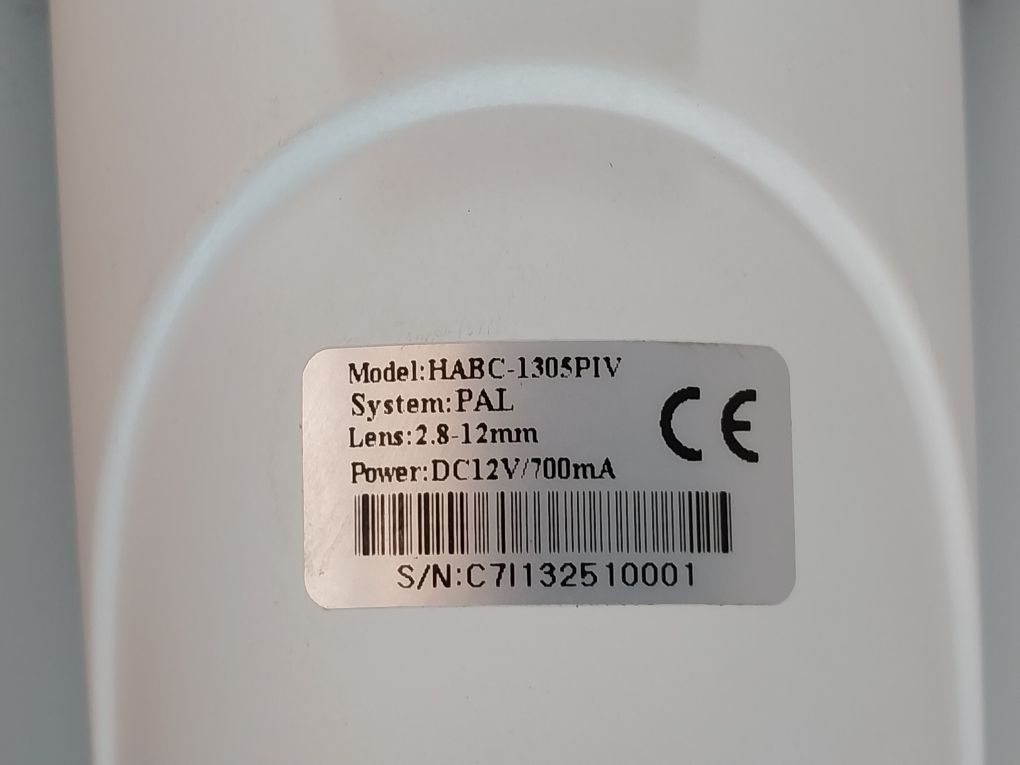 Model:HABC-1305PIV
System:PAL
Lens:2.8-12mm
Power:DC12V/700mA
CE
S/N:C7I132510001